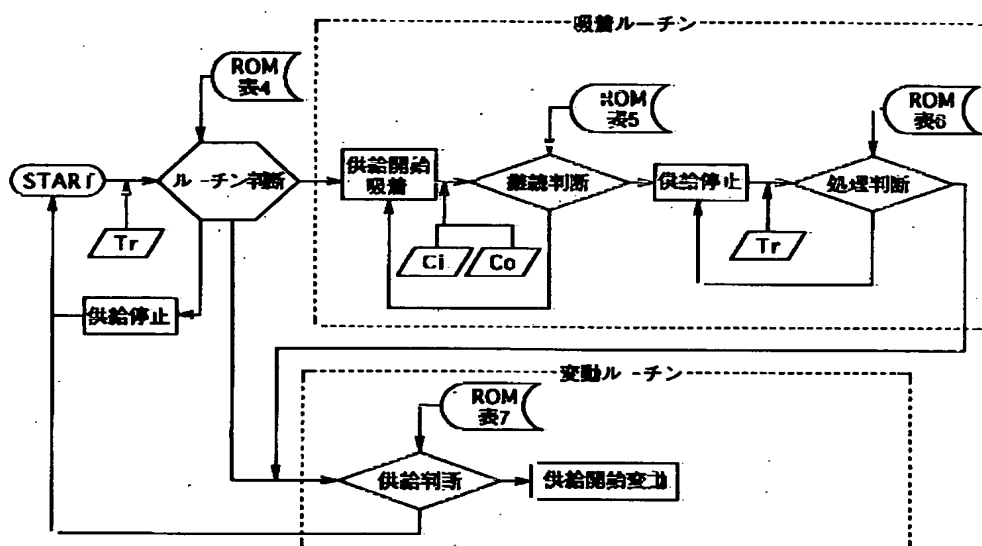 吸着ルーチン
ROM
表4
ROM
表5
ROM
表6
START
ルーチン判断
供給開始
吸着
継続判断
供給停止
処理判断
Tr
Ci
Co
Tr
供給停止
変動ルーチン
ROM
表7
供給判断
供給開始変動